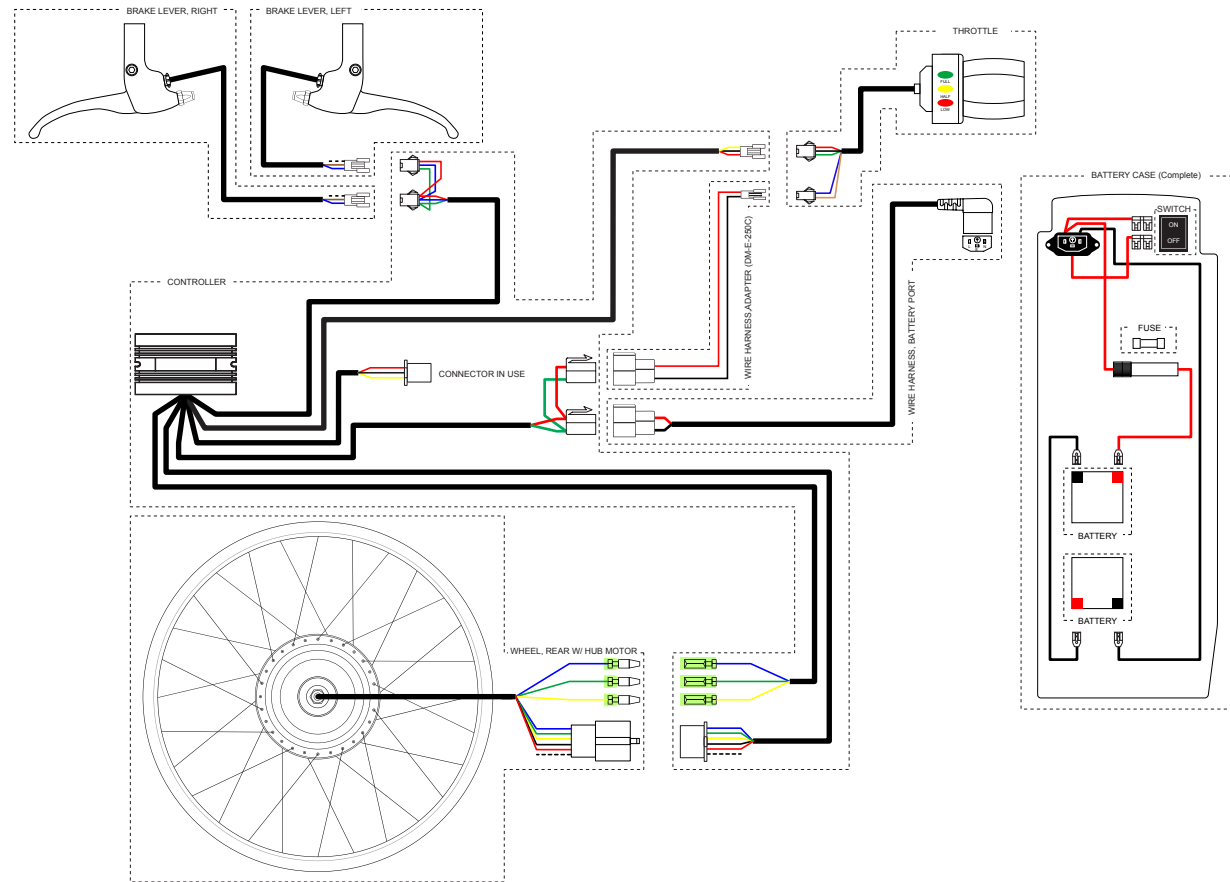 BRAKE LEVER, RIGHT
BRAKE LEVER, LEFT
THROTTLE
FULL
HALF
LOW
BATTERY CASE (Complete)
SWITCH
ON
OFF
CONTROLLER
WIRE HARNESS ADAPTER (DM-E-250C)
WIRE HARNESS, BATTERY PORT
FUSE
CONNECTOR IN USE
BATTERY
BATTERY
WHEEL, REAR W/ HUB MOTOR